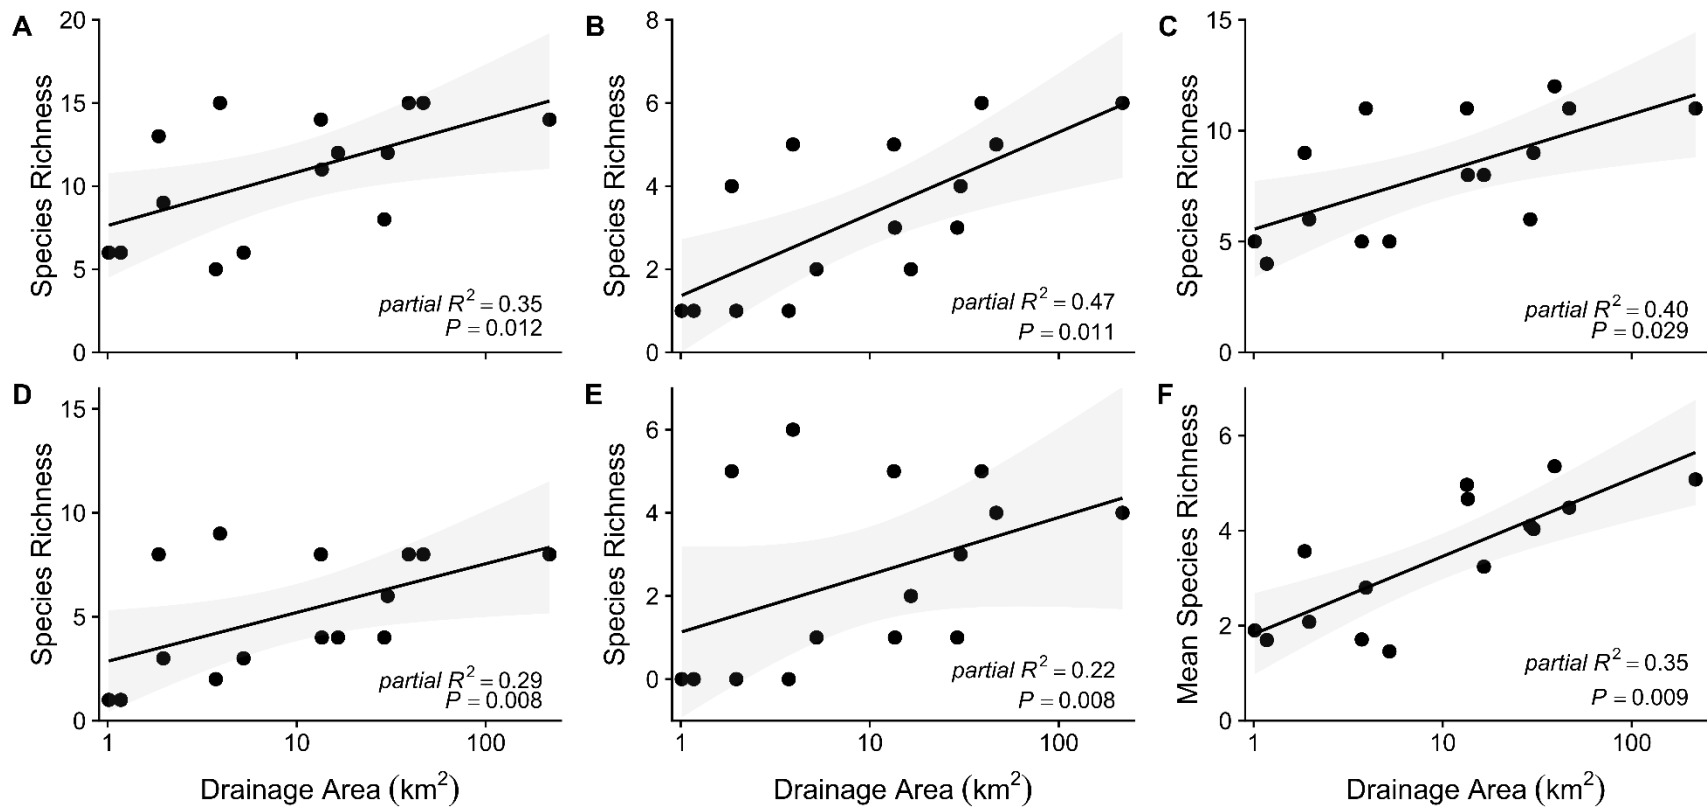 A
20
15
10
5
0
Species Richness
partial R² = 0.35
P = 0.012
B
8
6
4
2
0
Species Richness
partial R² = 0.47
P = 0.011
C
15
10
5
0
Species Richness
partial R² = 0.40
P = 0.029
D
15
10
5
0
Species Richness
partial R² = 0.29
P = 0.008
1 10 100
Drainage Area (km²)
E
6
4
2
0
Species Richness
partial R² = 0.22
P = 0.008
1 10 100
Drainage Area (km²)
F
6
4
2
0
Mean Species Richness
partial R² = 0.35
P = 0.009
1 10 100
Drainage Area (km²)